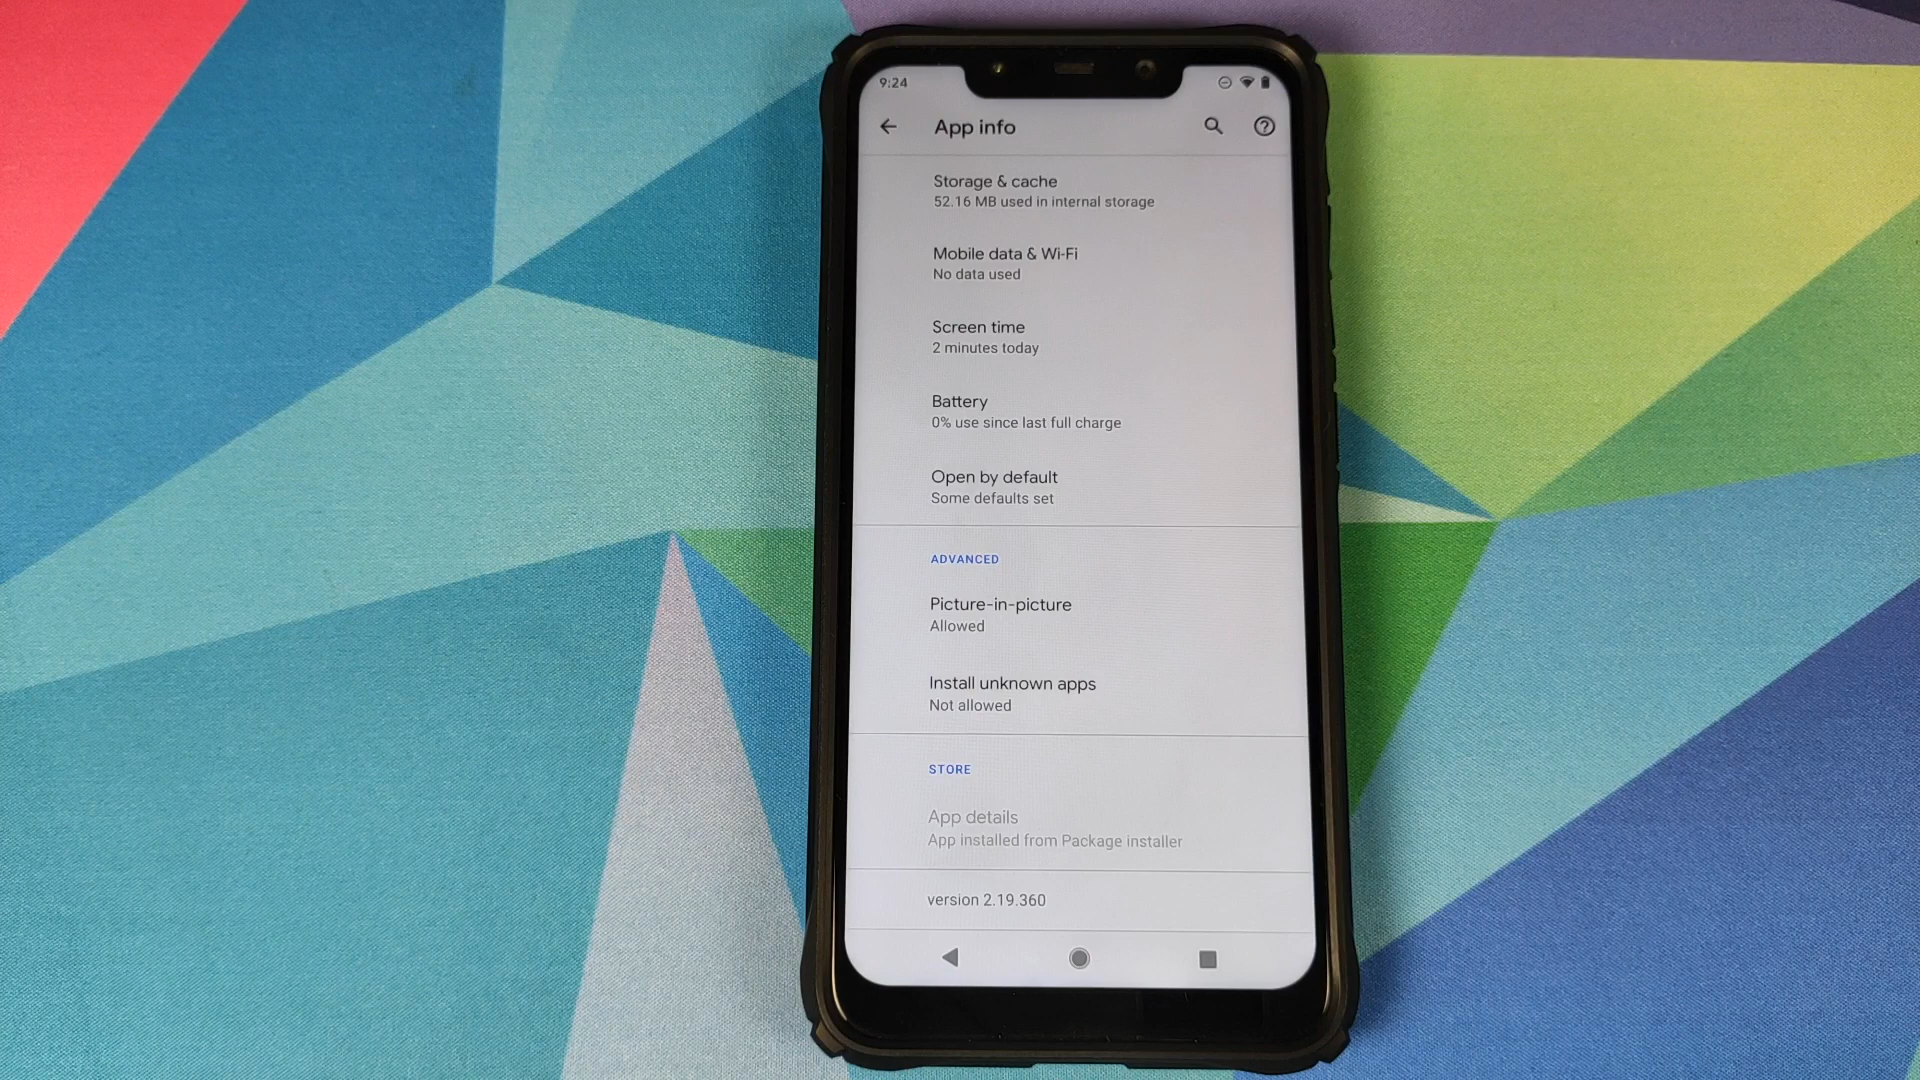 9:24
App info
Storage & cache
52.16 MB used in internal storage
Mobile data & Wi-Fi
No data used
Screen time
2 minutes today
Battery
0% use since last full charge
Open by default
Some defaults set
ADVANCED
Picture-in-picture
Allowed
Install unknown apps
Not allowed
STORE
App details
App installed from Package installer
version 2.19.360